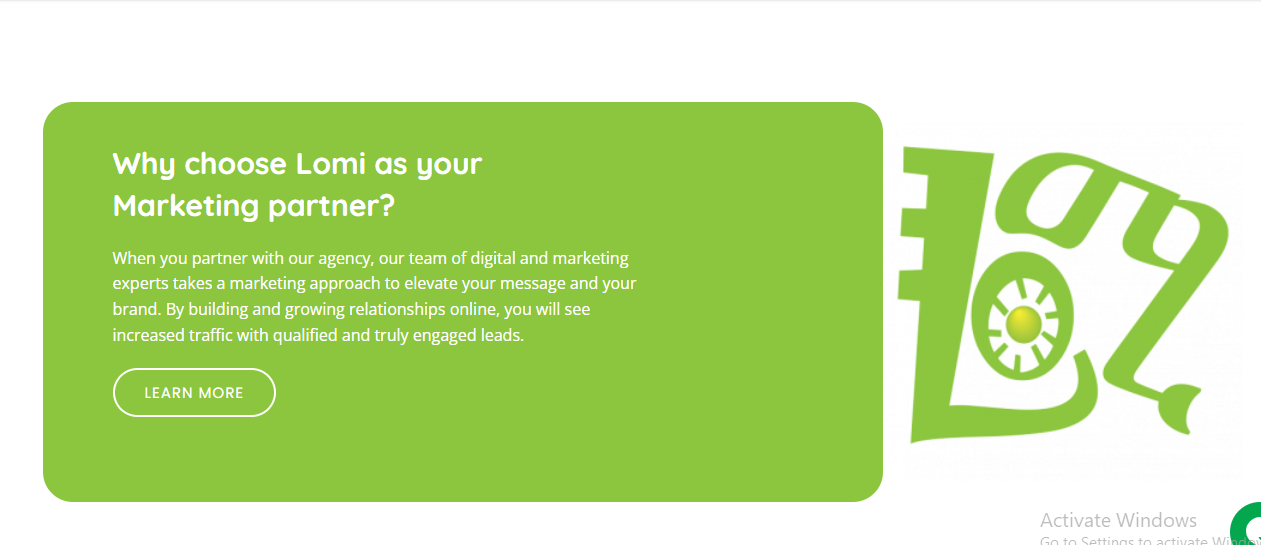 Why choose Lomi as your
Marketing partner?
When you partner with our agency, our team of digital and marketing
experts takes a marketing approach to elevate your message and your
brand. By building and growing relationships online, you will see
increased traffic with qualified and truly engaged leads.
LEARN MORE
Activate Windows
Go to Settings to activate Windows